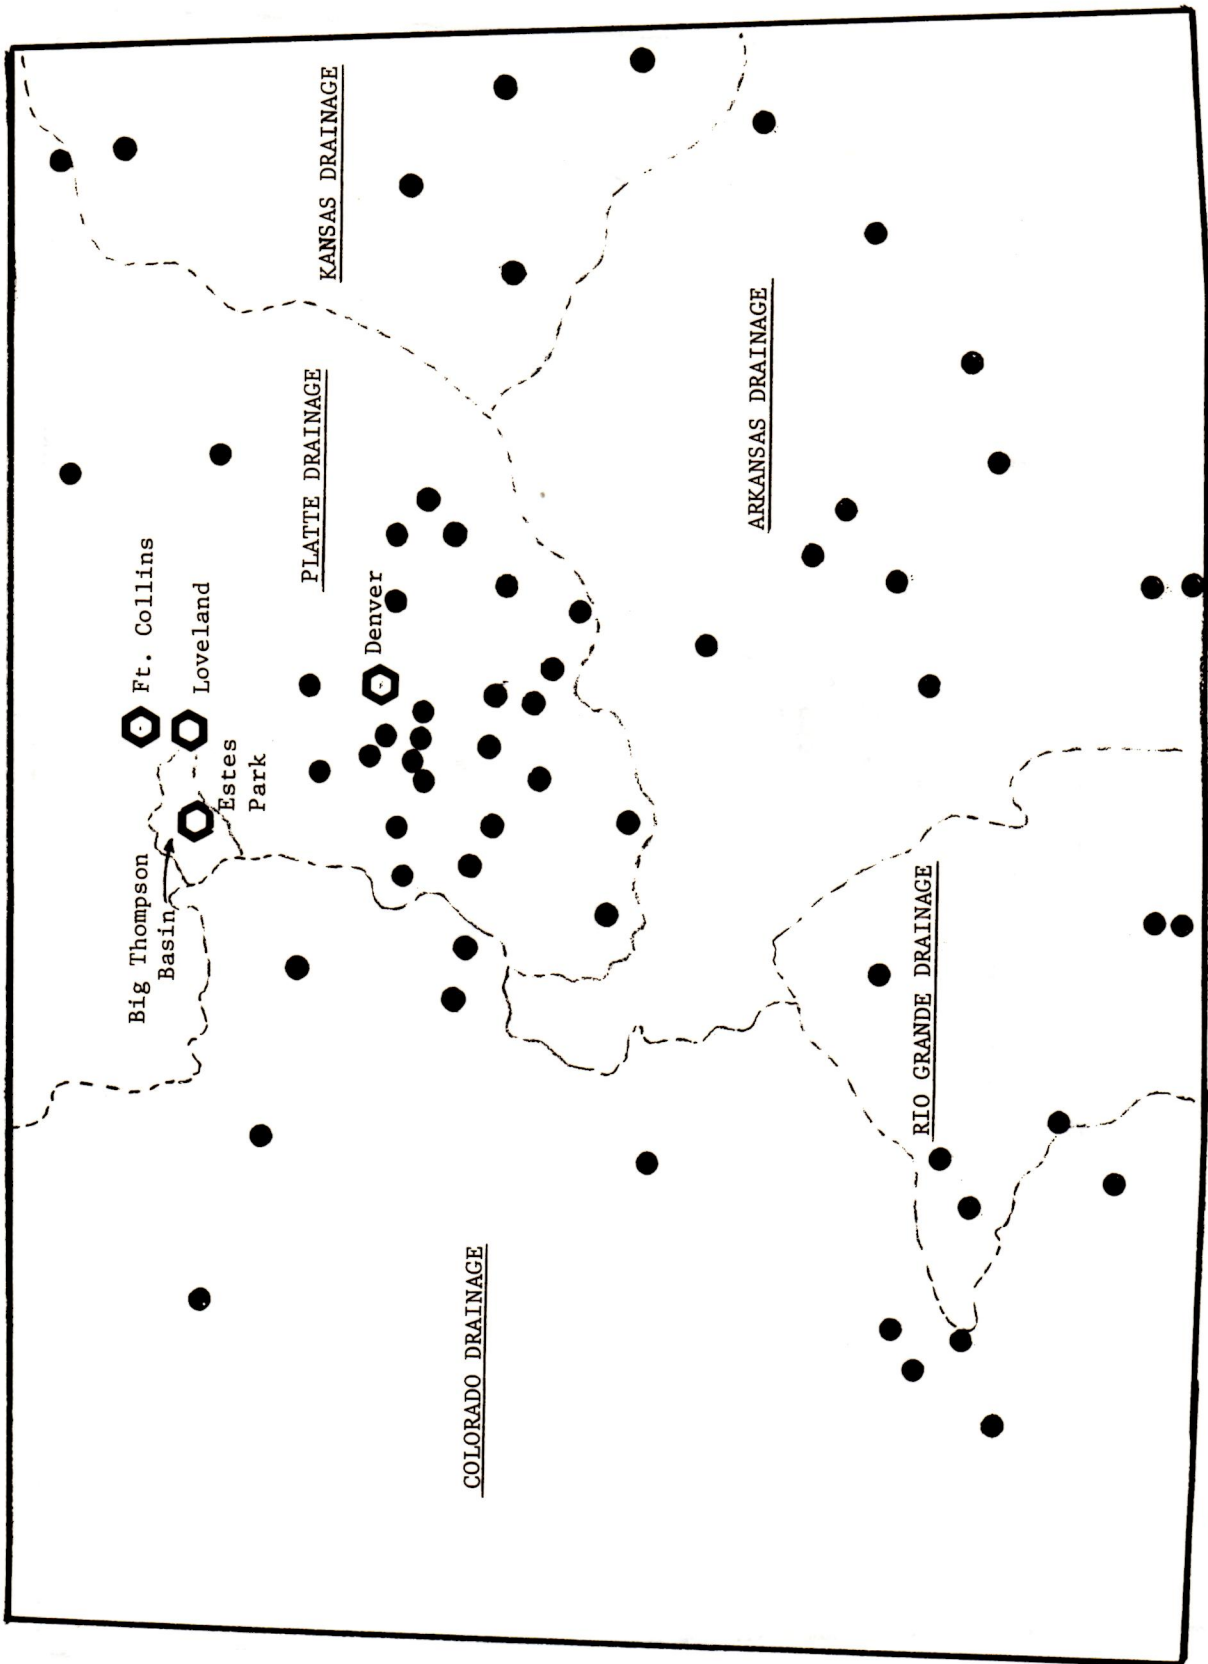 Big Thompson
Basin
Estes
Park
Ft. Collins
Loveland
Denver
PLATTE DRAINAGE
KANSAS DRAINAGE
COLORADO DRAINAGE
RIO GRANDE DRAINAGE
ARKANSAS DRAINAGE